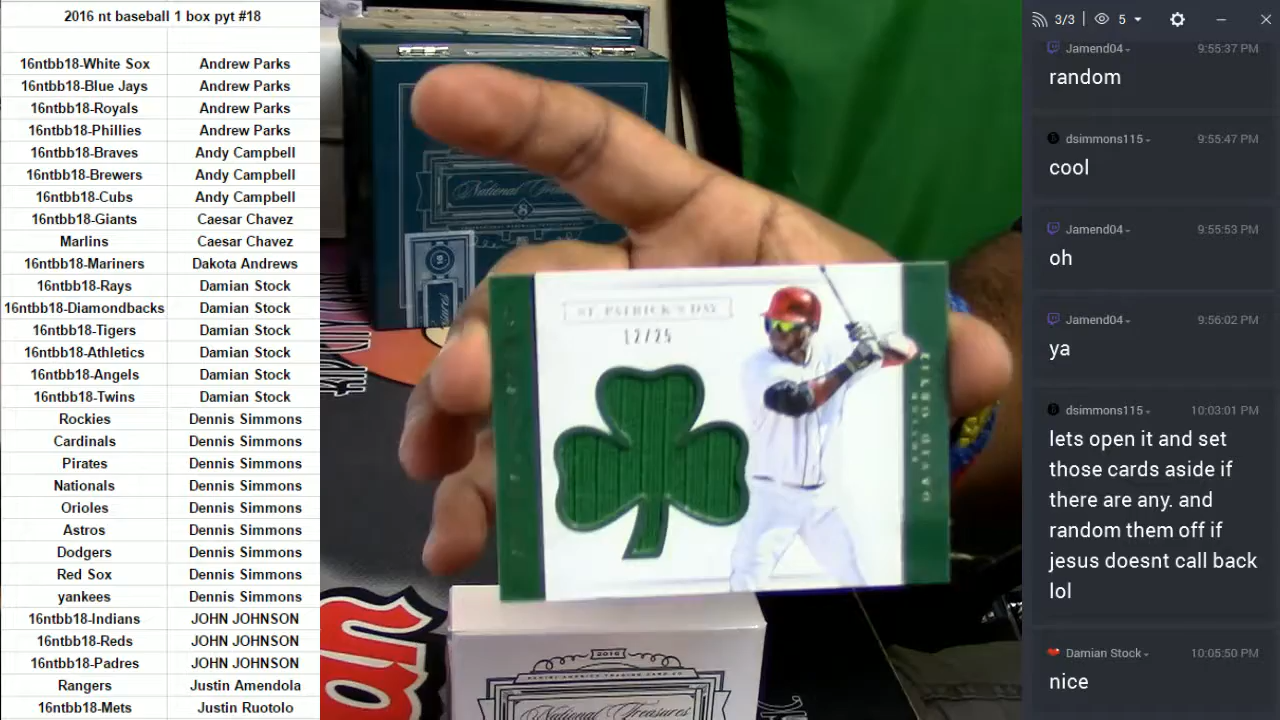 2016 nt baseball 1 box pyt #18
16ntbb18-White Sox Andrew Parks
16ntbb18-Blue Jays Andrew Parks
16ntbb18-Royals Andrew Parks
16ntbb18-Phillies Andrew Parks
16ntbb18-Braves Andy Campbell
16ntbb18-Brewers Andy Campbell
16ntbb18-Cubs Andy Campbell
16ntbb18-Giants Caesar Chavez
Marlins Caesar Chavez
16ntbb18-Mariners Dakota Andrews
16ntbb18-Rays Damian Stock
16ntbb18-Diamondbacks Damian Stock
16ntbb18-Tigers Damian Stock
16ntbb18-Athletics Damian Stock
16ntbb18-Angels Damian Stock
16ntbb18-Twins Damian Stock
Rockies Dennis Simmons
Cardinals Dennis Simmons
Pirates Dennis Simmons
Nationals Dennis Simmons
Orioles Dennis Simmons
Astros Dennis Simmons
Dodgers Dennis Simmons
Red Sox Dennis Simmons
yankees Dennis Simmons
16ntbb18-Indians JOHN JOHNSON
16ntbb18-Reds JOHN JOHNSON
16ntbb18-Padres JOHN JOHNSON
Rangers Justin Amendola
16ntbb18-Mets Justin Ruotolo
National
8
ST. PATRICK'S DAY
12/25
DAVID ORTIZ
2016
National Treasures
3/3 5
Jamend04 9:55:37 PM
random
dsimmons115 9:55:47 PM
cool
Jamend04 9:55:53 PM
oh
Jamend04 9:56:02 PM
ya
dsimmons115 10:03:01 PM
lets open it and set
those cards aside if
there are any. and
random them off if
jesus doesnt call back
lol
Damian Stock 10:05:50 PM
nice